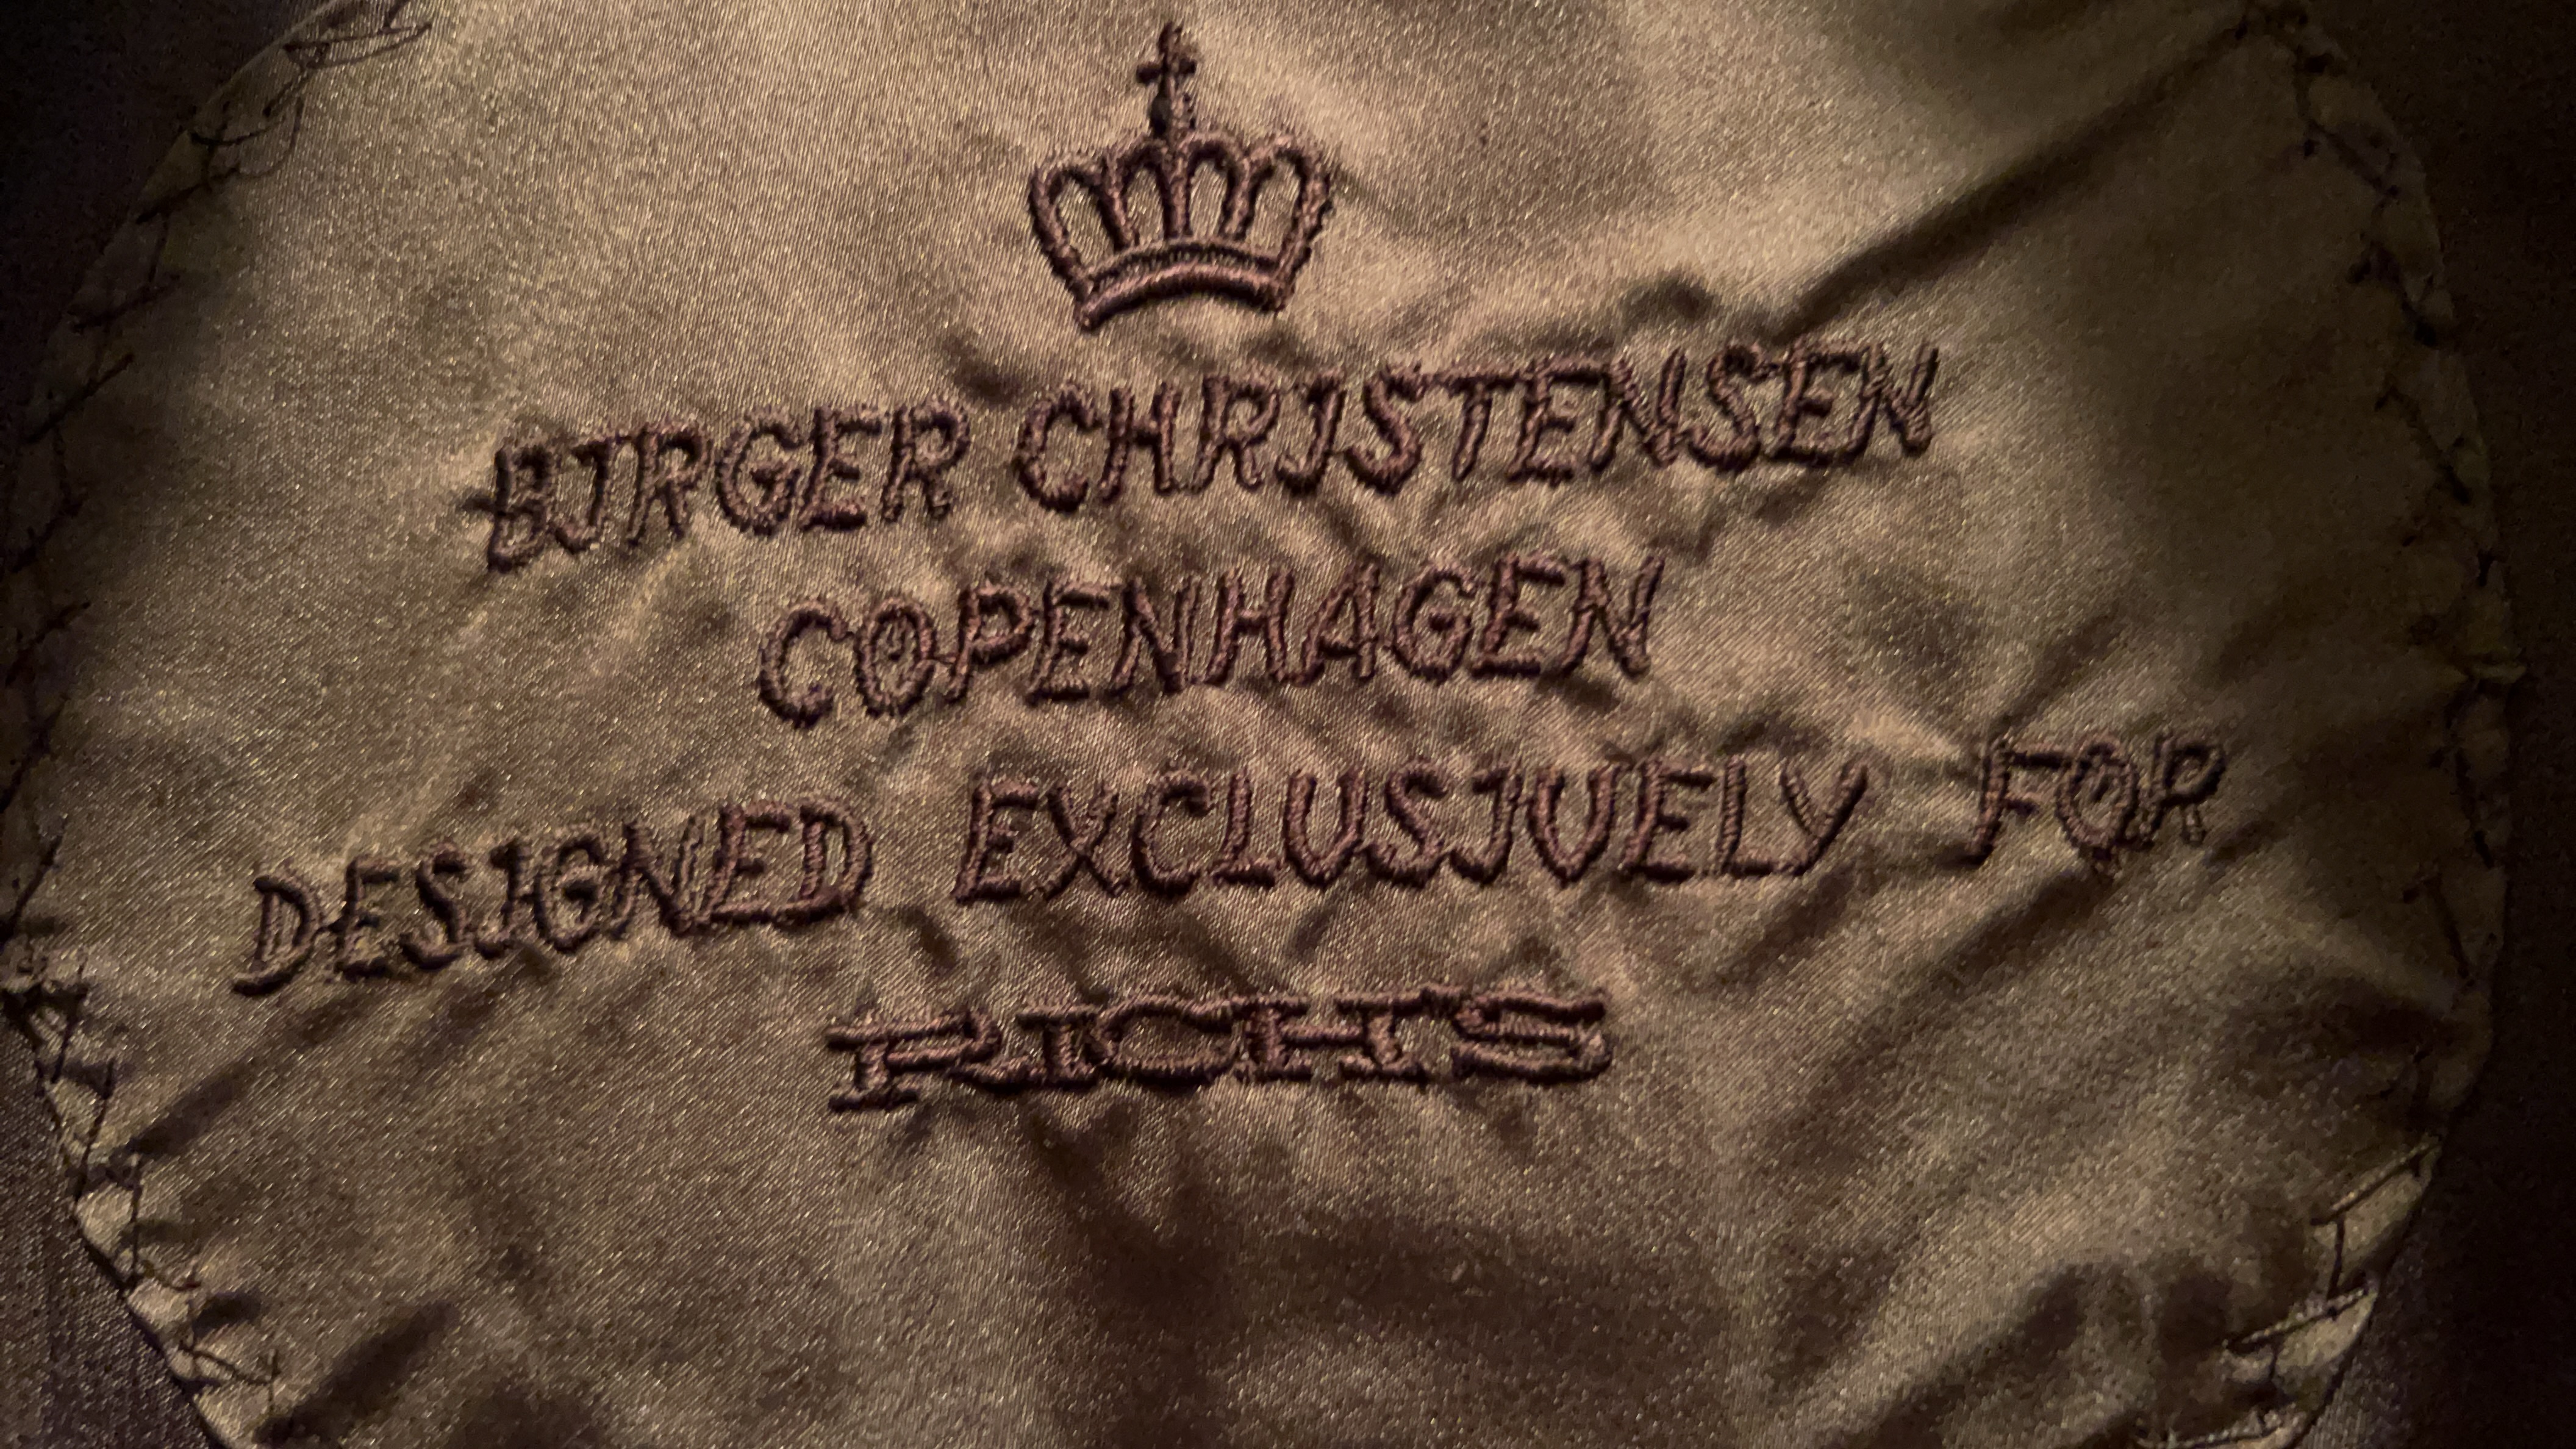 BIRGER CHRISTENSEN
COPENHAGEN
DESIGNED EXCLUSIVELY FOR
RICH'S